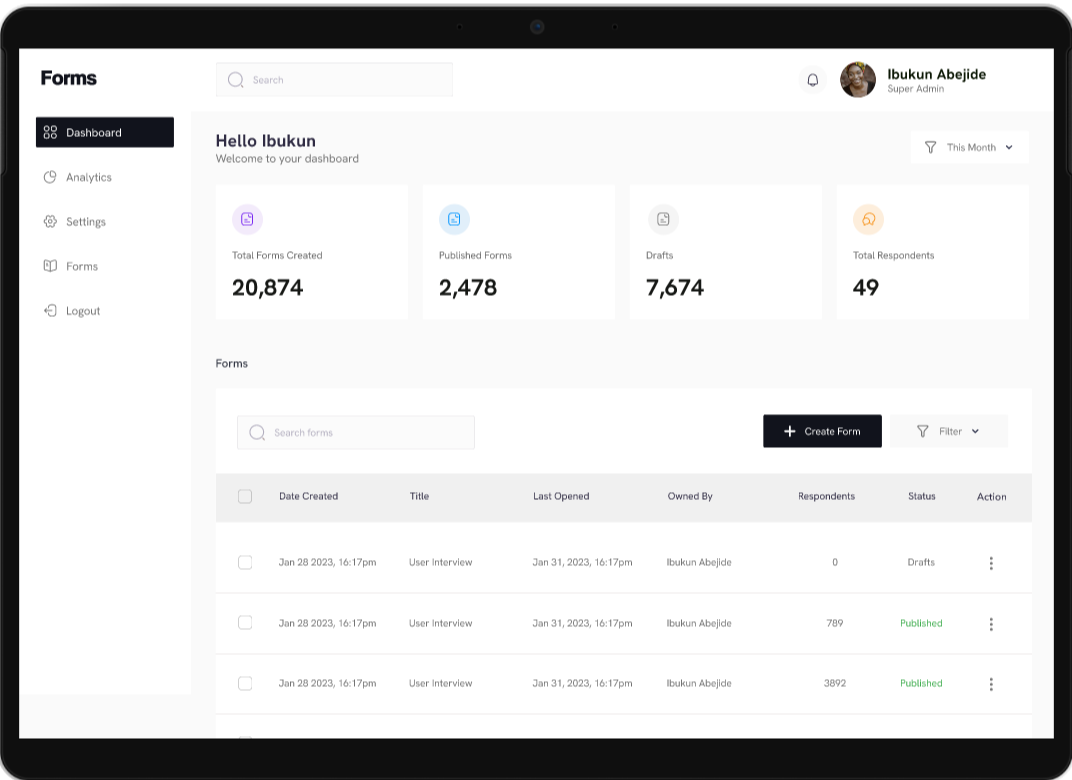 Forms
Search
Ibukun Abejide
Super Admin
Dashboard
Analytics
Settings
Forms
Logout
Hello Ibukun
Welcome to your dashboard
This Month
Total Forms Created
20,874
Published Forms
2,478
Drafts
7,674
Total Respondents
49
Forms
Search forms
Create Form
Filter
Date Created Title Last Opened Owned By Respondents Status Action
Jan 28 2023, 16:17pm User Interview Jan 31, 2023, 16:17pm Ibukun Abejide 0 Drafts
Jan 28 2023, 16:17pm User Interview Jan 31, 2023, 16:17pm Ibukun Abejide 789 Published
Jan 28 2023, 16:17pm User Interview Jan 31, 2023, 16:17pm Ibukun Abejide 3892 Published